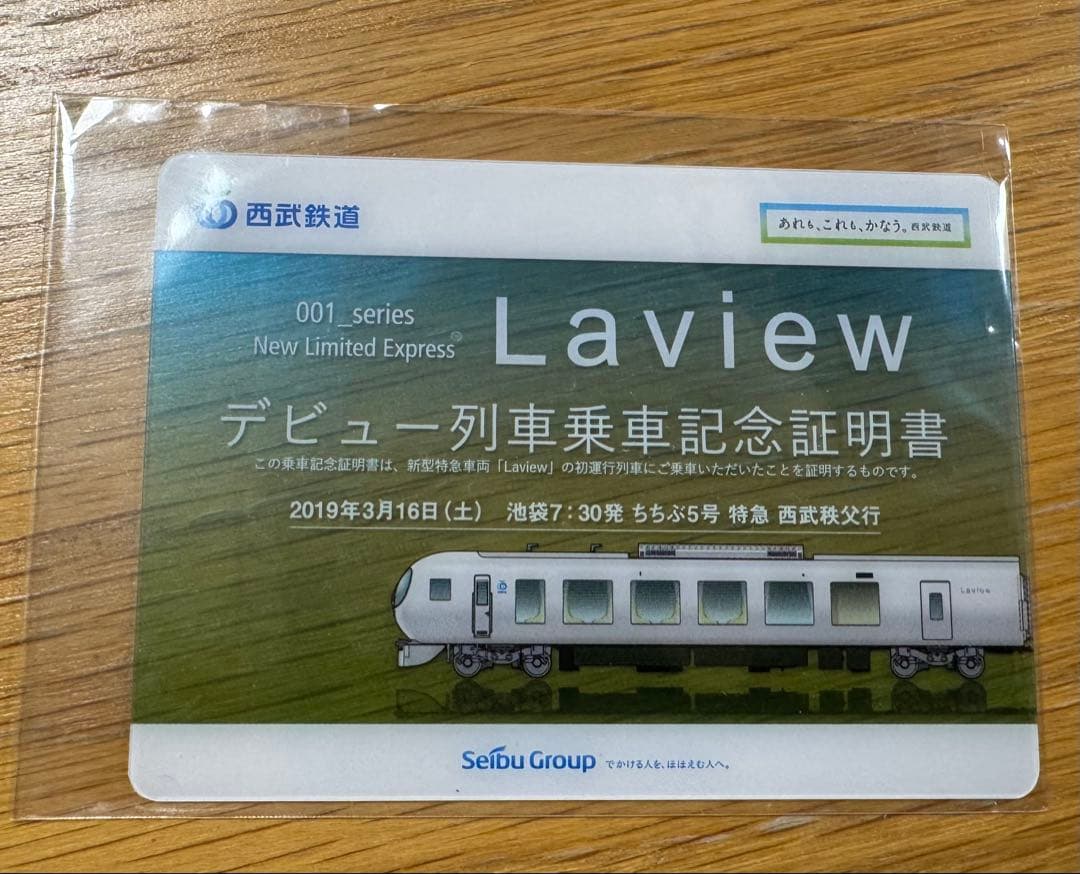 西武鉄道
あれも、これも、かなう。西武鉄道
001_series
New Limited Express
Laview
デビュー列車乗車記念証明書
この乗車記念証明書は、新型特急車両「Laview」の初運行列車にご乗車いただいたことを証明するものです。
2019年3月16日(土) 池袋7:30発 ちちぶ5号 特急 西武秩父行
Laview
Seibu Group でかける人を、ほほえむ人へ。